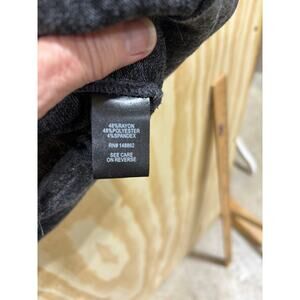 48%RAYON
48%POLYESTER
4%SPANDEX
RN# 148862
SEE CARE
ON REVERSE